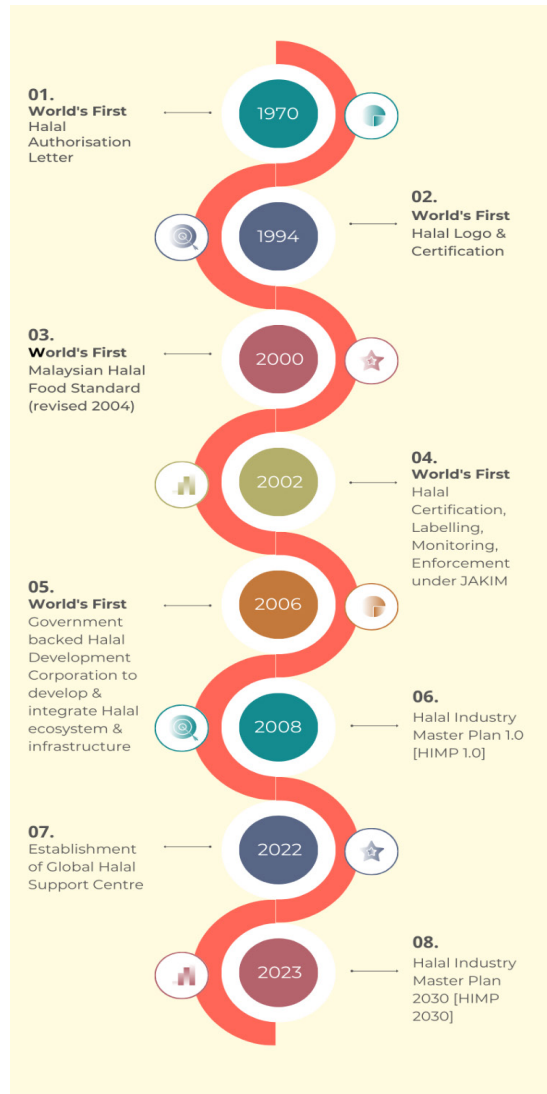 01.
World's First
Halal
Authorisation
Letter
1970
1994
02.
World's First
Halal Logo &
Certification
03.
World's First
Malaysian Halal
Food Standard
(revised 2004)
2000
2002
04.
World's First
Halal
Certification,
Labelling,
Monitoring,
Enforcement
under JAKIM
05.
World's First
Government
backed Halal
Development
Corporation to
develop &
integrate Halal
ecosystem &
infrastructure
2006
2008
06.
Halal Industry
Master Plan 1.0
[HIMP 1.0]
07.
Establishment
of Global Halal
Support Centre
2022
2023
08.
Halal Industry
Master Plan
2030 [HIMP
2030]